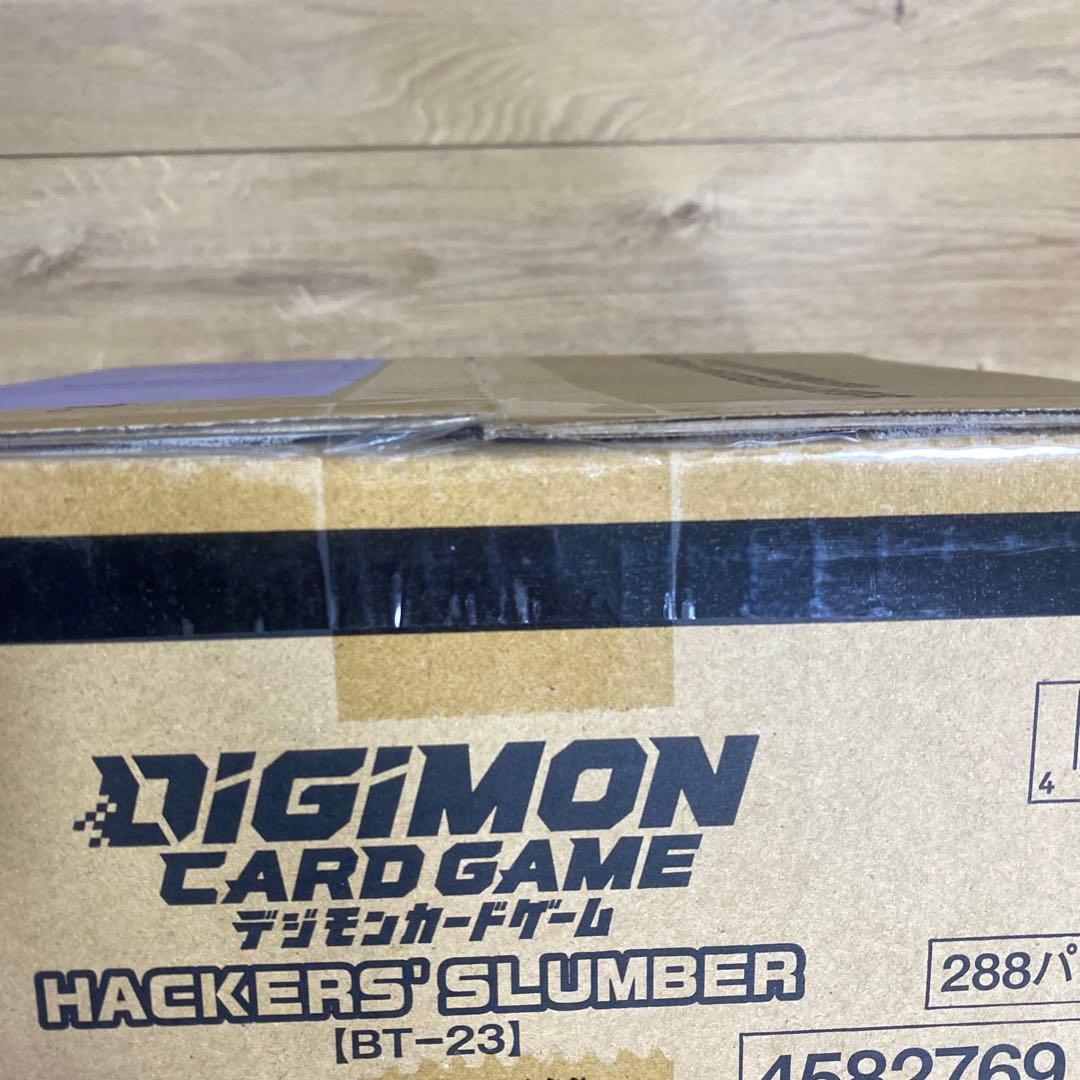 4
DIGIMON
CARD GAME
デジモンカードゲーム
HACKERS' SLUMBER
【BT-23】
288パ
4582769